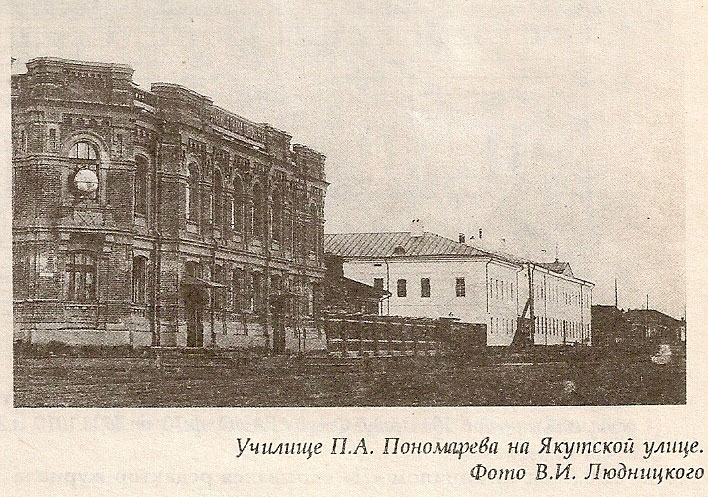 Училище П.А. Пономарева на Якутской улице.
Фото В.И. Людницкого